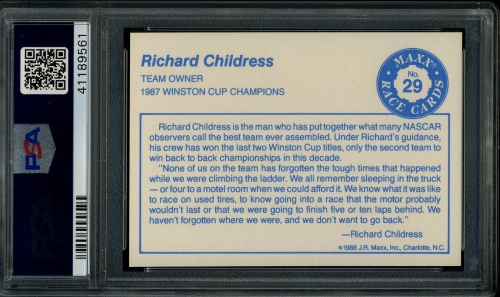 Richard Childress
TEAM OWNER
1987 WINSTON CUP CHAMPIONS
MAXX®
No.
29
RACE CARDS
Richard Childress is the man who has put together what many NASCAR
observers call the best team ever assembled. Under Richard's guidance,
his crew has won the last two Winston Cup titles, only the second team to
win back to back championships in this decade.
"None of us on the team has forgotten the tough times that happened
while we were climbing the ladder. We all remember sleeping in the truck
— or four to a motel room when we could afford it. We know what it was like
to race on used tires, to know going into a race that the motor probably
wouldn't last or that we were going to finish five or ten laps behind. We
haven't forgotten where we were, and we don't want to go back."
—Richard Childress
©1988 J.R. Maxx, Inc., Charlotte, N.C.
41189561
PSA